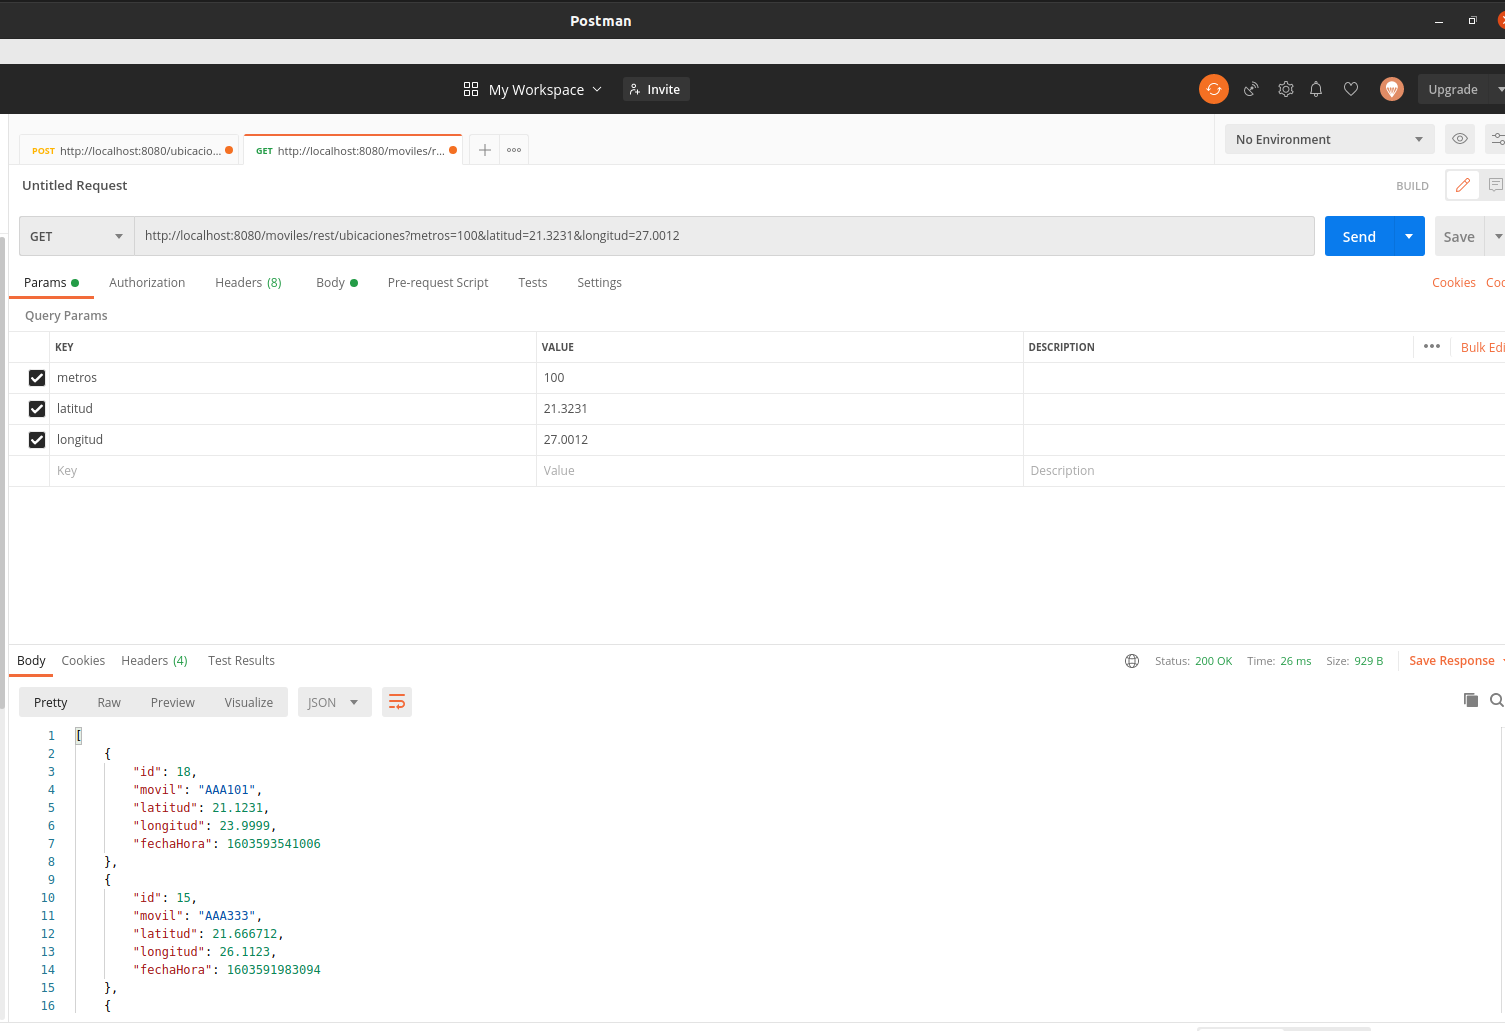 Postman
My Workspace
Invite
Upgrade
POST http://localhost:8080/ubicacio...
GET http://localhost:8080/moviles/r...
No Environment
Untitled Request
BUILD
GET
http://localhost:8080/moviles/rest/ubicaciones?metros=100&latitud=21.3231&longitud=27.0012
Send
Save
Params Authorization Headers (8) Body Pre-request Script Tests Settings
Cookies Coo
Query Params
KEY VALUE DESCRIPTION
Bulk Edi
metros 100
latitud 21.3231
longitud 27.0012
Key Value Description
Body Cookies Headers (4) Test Results
Status: 200 OK Time: 26 ms Size: 929 B
Save Response
Pretty Raw Preview Visualize JSON
1 [
2 {
3 "id": 18,
4 "movil": "AAA101",
5 "latitud": 21.1231,
6 "longitud": 23.9999,
7 "fechaHora": 1603593541006
8 },
9 {
10 "id": 15,
11 "movil": "AAA333",
12 "latitud": 21.666712,
13 "longitud": 26.1123,
14 "fechaHora": 1603591983094
15 },
16 {